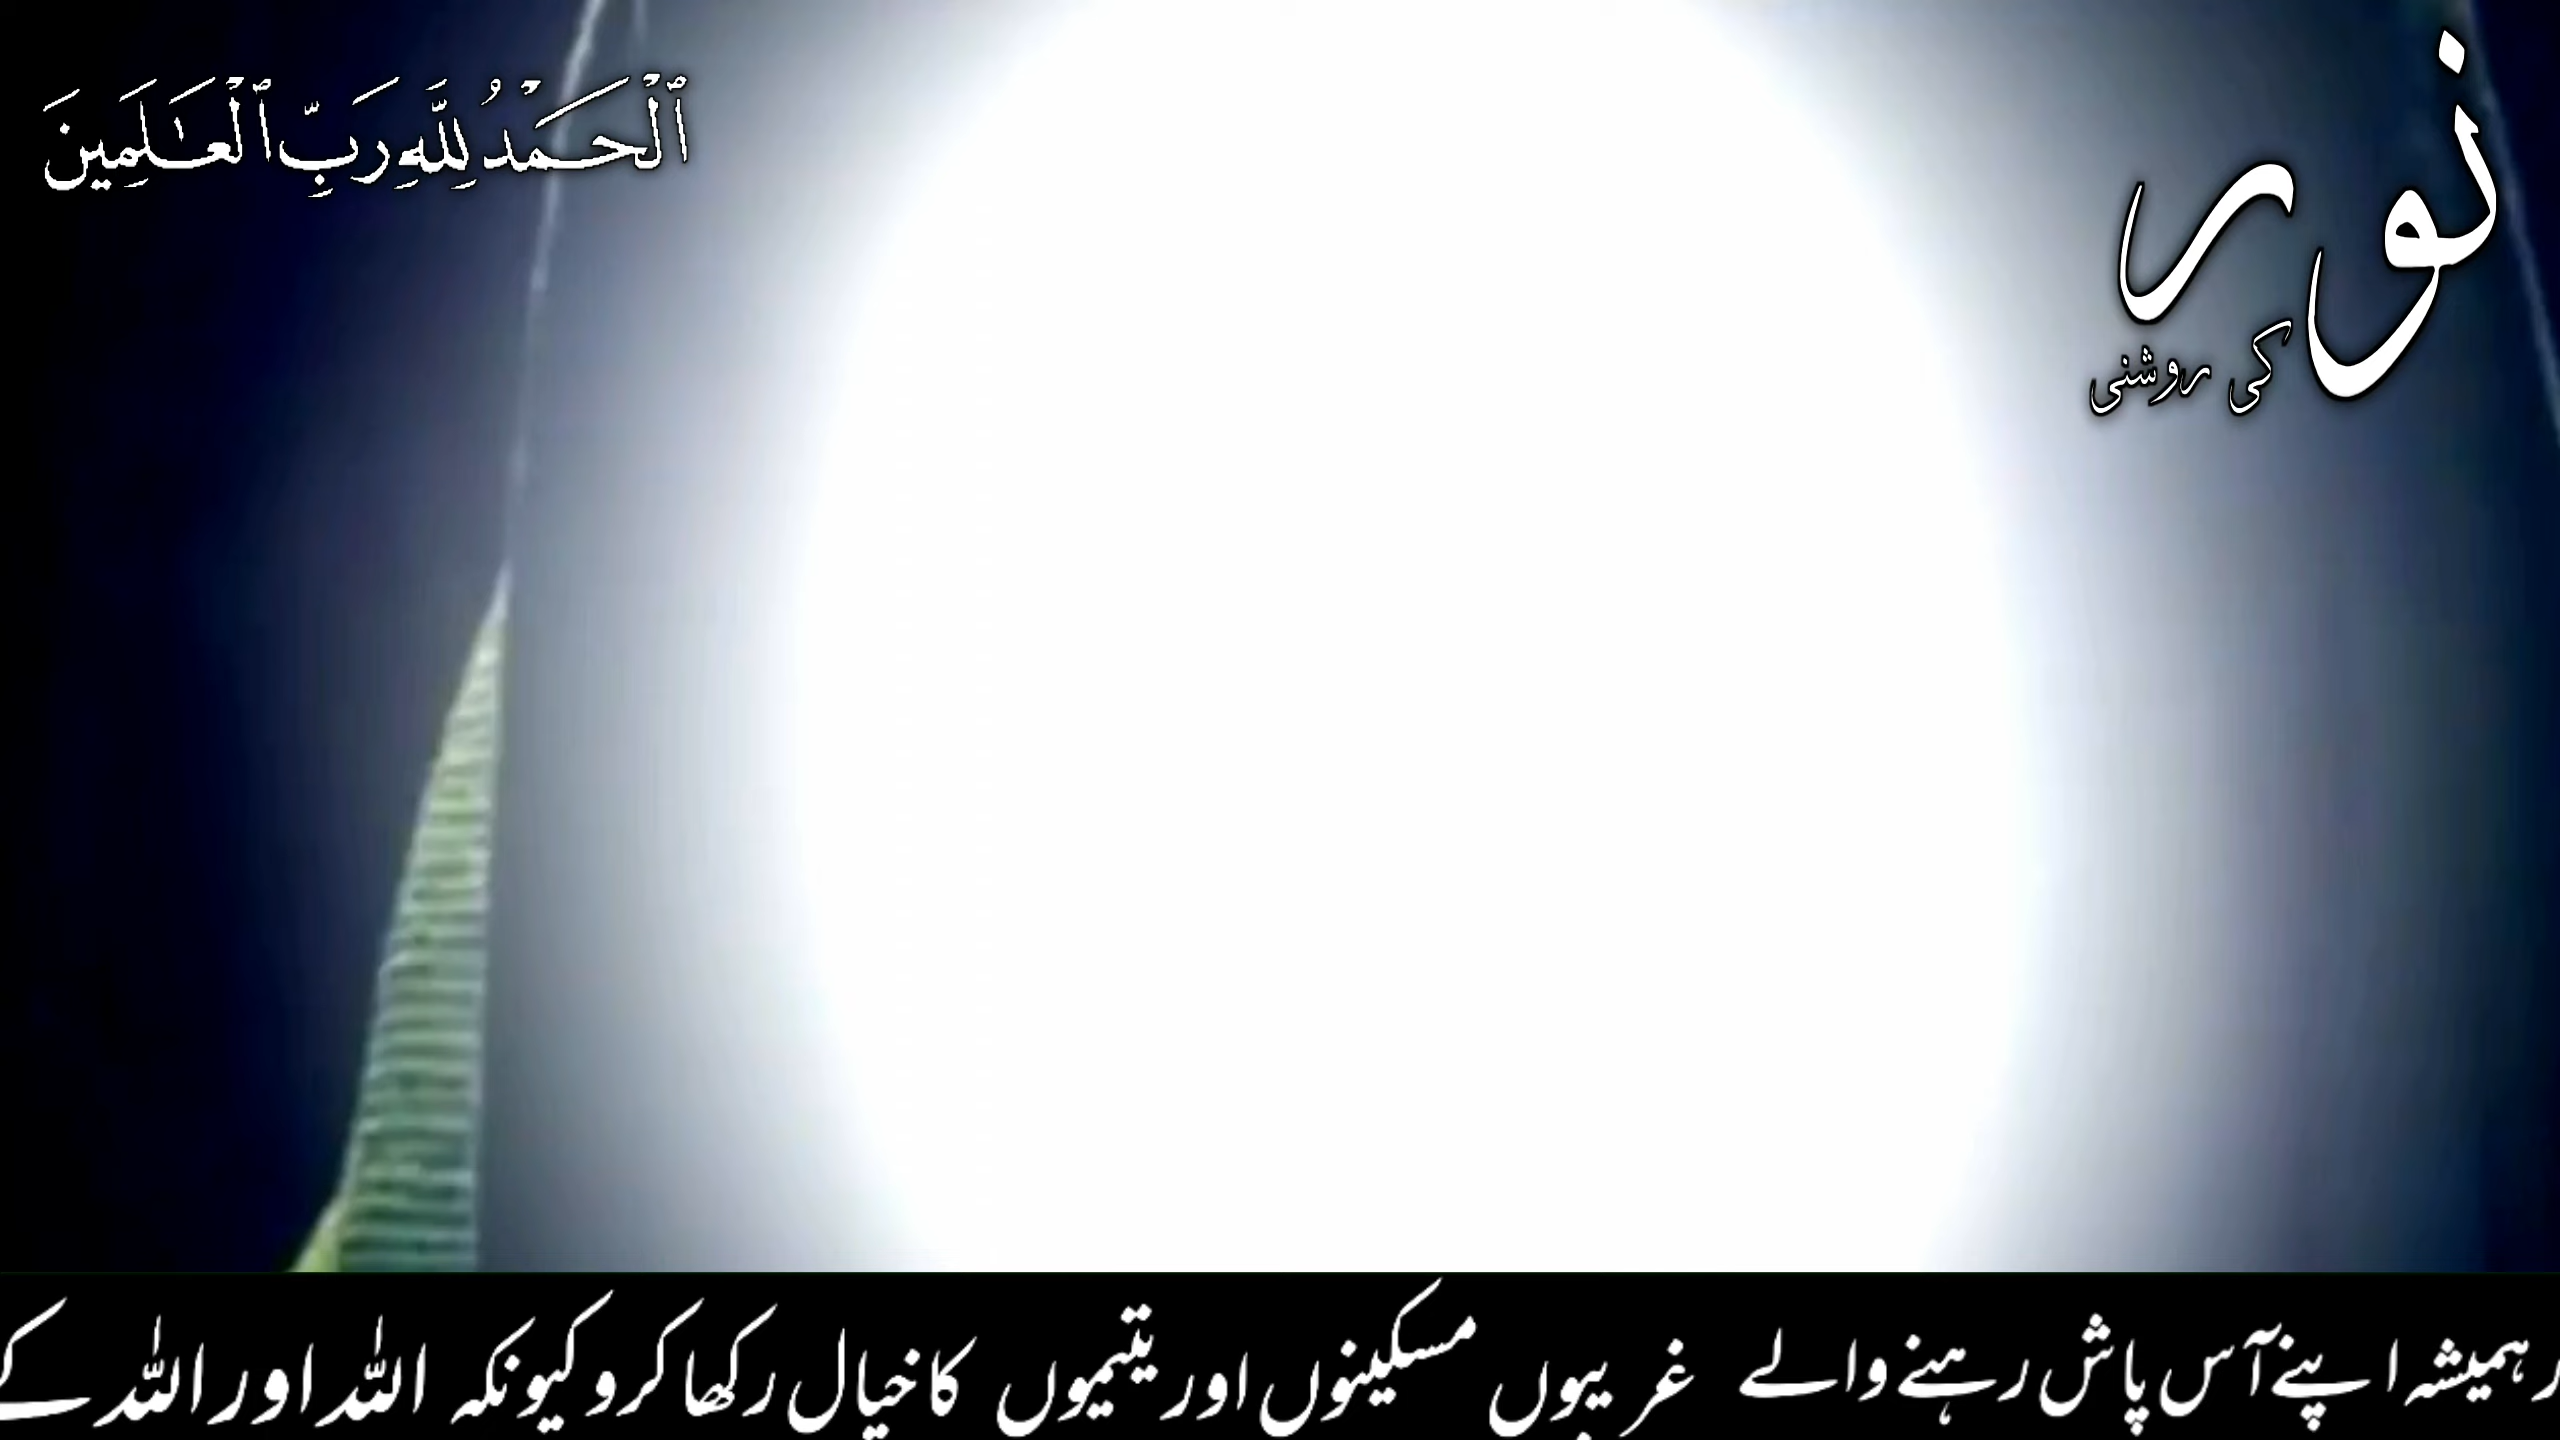 ٱلْحَمْدُ لِلَّهِ رَبِّ ٱلْعَـٰلَمِينَ
نور
کی روشنی
ہمیشہ اپنے آس پاش رہنے والے غریبوں مسکینوں اور یتیموں کا خیال رکھا کرو کیونکہ اللہ اور اللہ کے